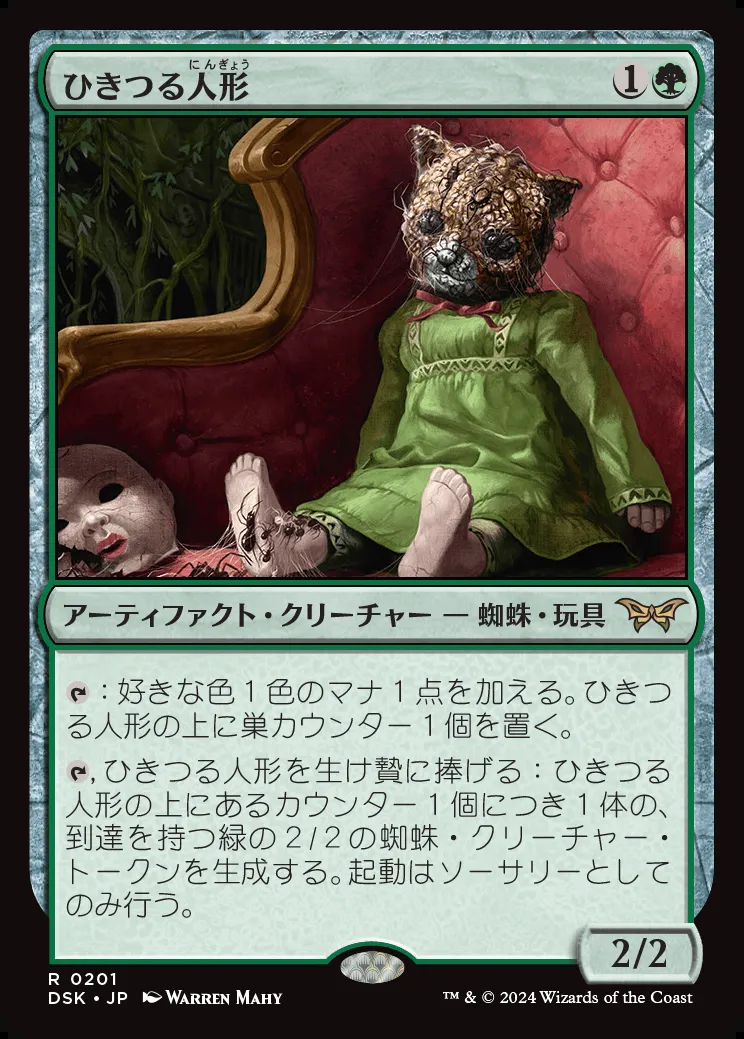 にんぎょう
ひきつる人形 1
アーティファクト・クリーチャー — 蜘蛛・玩具
:好きな色1色のマナ1点を加える。ひきつ
る人形の上に巣カウンター1個を置く。
,ひきつる人形を生け贄に捧げる:ひきつる
人形の上にあるカウンター1個につき1体の、
到達を持つ緑の2/2の蜘蛛・クリーチャー・
トークンを生成する。起動はソーサリーとして
のみ行う。
2/2
R 0201
DSK • JP WARREN MAHY
™ & © 2024 Wizards of the Coast